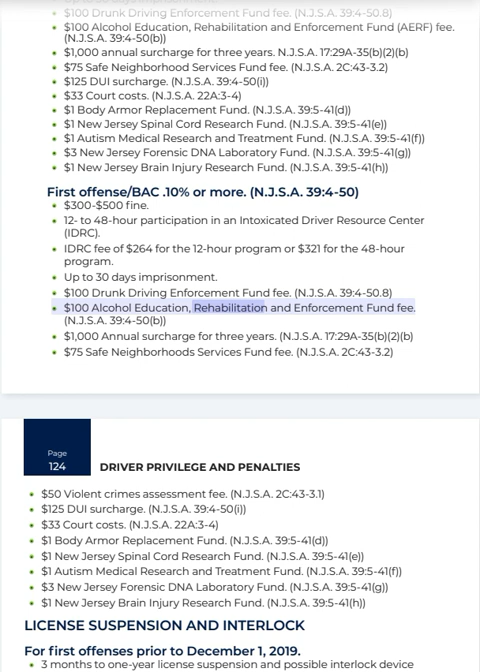 $100 Drunk Driving Enforcement Fund fee. (N.J.S.A. 39:4-50.8)
$100 Alcohol Education, Rehabilitation and Enforcement Fund (AERF) fee.
(N.J.S.A. 39:4-50(b))
$1,000 annual surcharge for three years. N.J.S.A. 17:29A-35(b)(2)(b)
$75 Safe Neighborhoods Services Fund fee. (N.J.S.A. 2C:43-3.2)
$125 DUI surcharge. (N.J.S.A. 39:4-50(i))
$33 Court costs. (N.J.S.A. 22A:3-4)
$1 Body Armor Replacement Fund. (N.J.S.A. 39:5-41(d))
$1 New Jersey Spinal Cord Research Fund. (N.J.S.A. 39:5-41(e))
$1 Autism Medical Research and Treatment Fund. (N.J.S.A. 39:5-41(f))
$3 New Jersey Forensic DNA Laboratory Fund. (N.J.S.A. 39:5-41(g))
$1 New Jersey Brain Injury Research Fund. (N.J.S.A. 39:5-41(h))
First offense/BAC .10% or more. (N.J.S.A. 39:4-50)
$300-$500 fine.
12- to 48-hour participation in an Intoxicated Driver Resource Center
(IDRC).
IDRC fee of $264 for the 12-hour program or $321 for the 48-hour
program.
Up to 30 days imprisonment.
$100 Drunk Driving Enforcement Fund fee. (N.J.S.A. 39:4-50.8)
$100 Alcohol Education, Rehabilitation and Enforcement Fund fee.
(N.J.S.A. 39:4-50(b))
$1,000 Annual surcharge for three years. (N.J.S.A. 17:29A-35(b)(2)(b)
$75 Safe Neighborhoods Services Fund fee. (N.J.S.A. 2C:43-3.2)
Page
124
DRIVER PRIVILEGE AND PENALTIES
$50 Violent crimes assessment fee. (N.J.S.A. 2C:43-3.1)
$125 DUI surcharge. (N.J.S.A. 39:4-50(i))
$33 Court costs. (N.J.S.A. 22A:3-4)
$1 Body Armor Replacement Fund. (N.J.S.A. 39:5-41(d))
$1 New Jersey Spinal Cord Research Fund. (N.J.S.A. 39:5-41(e))
$1 Autism Medical Research and Treatment Fund. (N.J.S.A. 39:5-41(f))
$3 New Jersey Forensic DNA Laboratory Fund. (N.J.S.A. 39:5-41(g))
$1 New Jersey Brain Injury Research Fund. (N.J.S.A. 39:5-41(h))
LICENSE SUSPENSION AND INTERLOCK
For first offenses prior to December 1, 2019.
3 months to one-year license suspension and possible interlock device